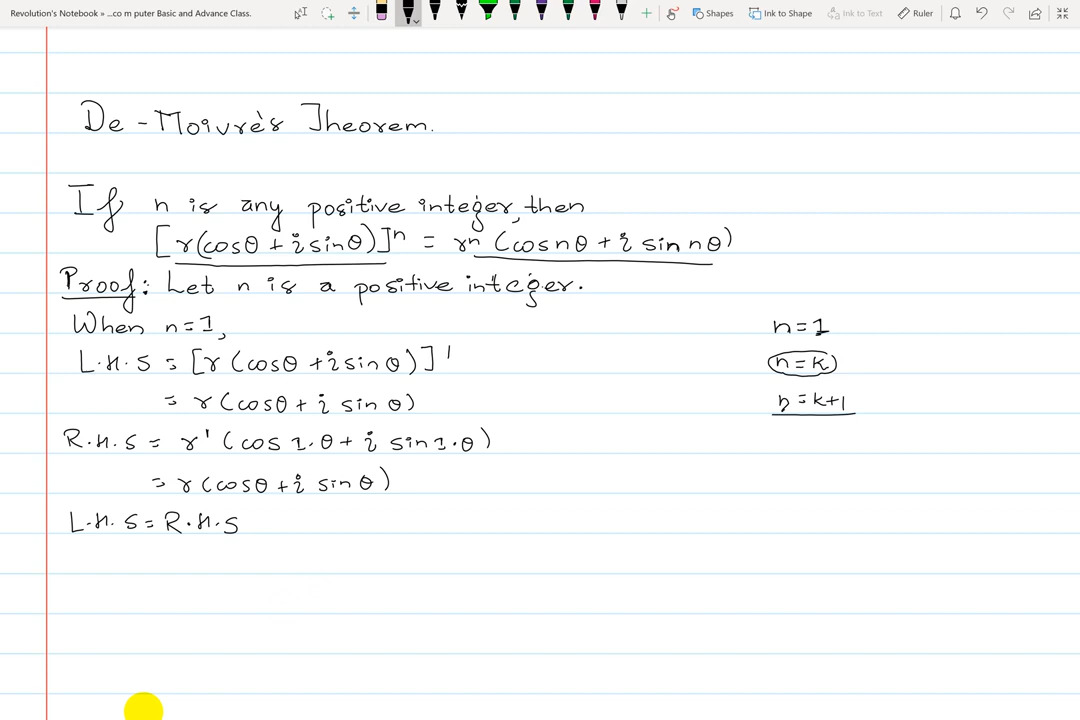 Revolution's Notebook » ...co m puter Basic and Advance Class.
Shapes
Ink to Shape
Ink to Text
Ruler
De-Moivre's Theorem.
If n is any positive integer, then
[r(cosθ + i sinθ)]ⁿ = rⁿ (cos nθ + i sin nθ)
Proof: Let n is a positive integer.
When n=1,
n=1
L.H.S = [r (cosθ + i sin θ)]¹
n=k
= r (cosθ + i sin θ)
n=k+1
R.H.S = r¹ (cos 1.θ + i sin 1.θ)
= r (cosθ + i sin θ)
L.H.S = R.H.S